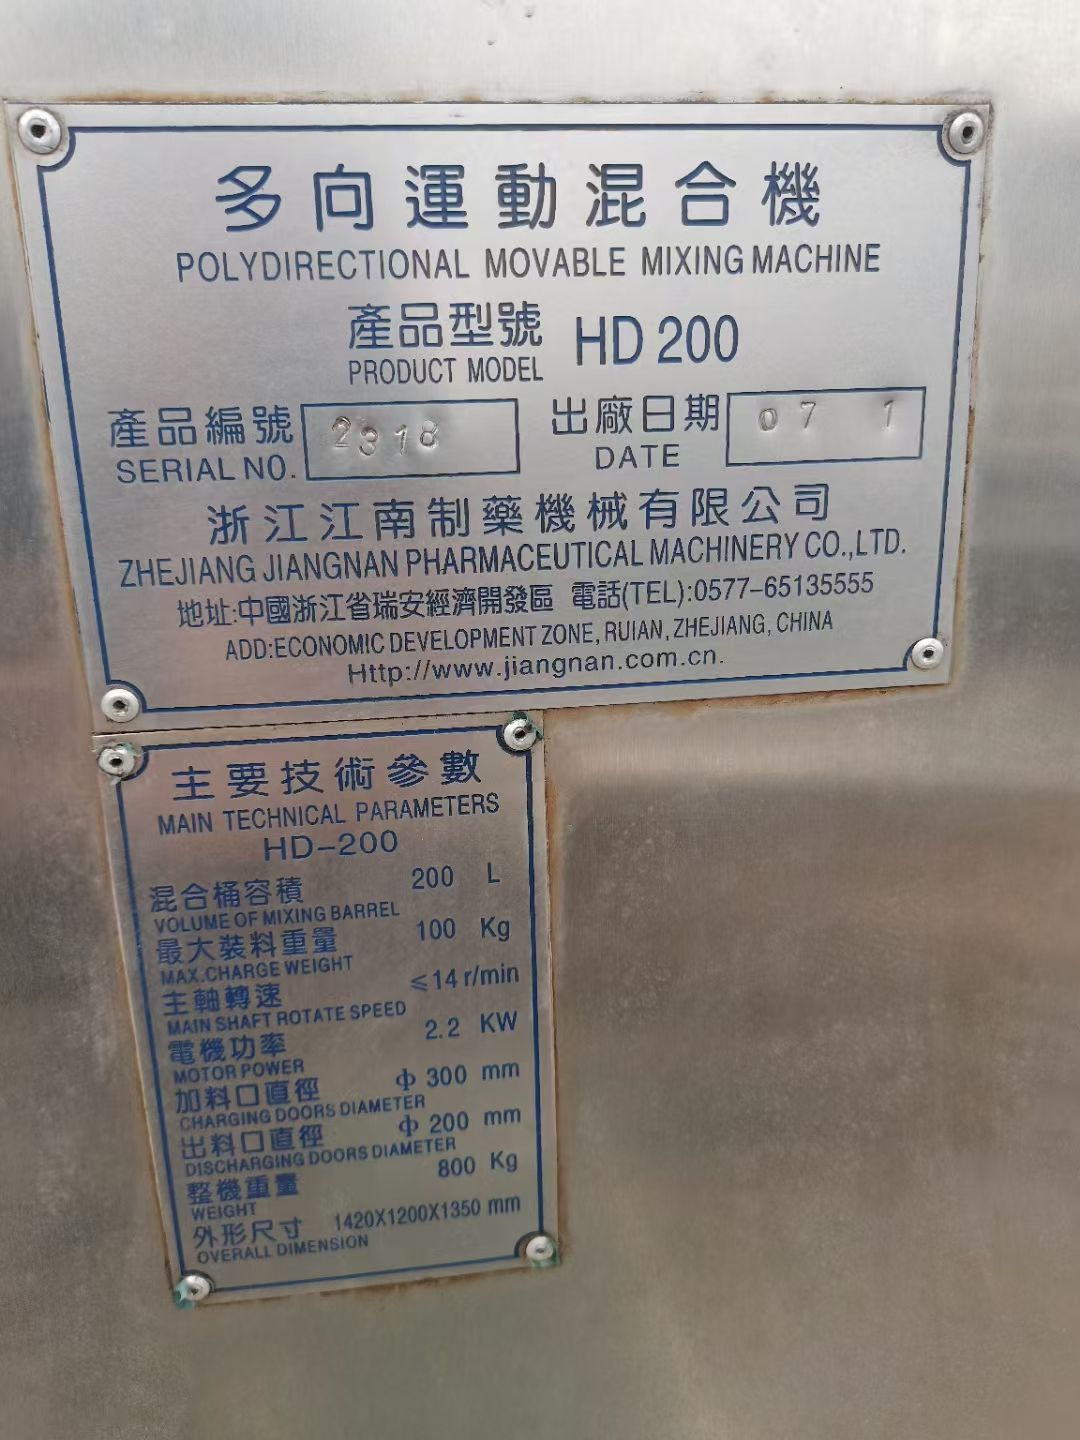 多向運動混合機
POLYDIRECTIONAL MOVABLE MIXING MACHINE
產品型號 HD 200
PRODUCT MODEL
產品編號 2318 出廠日期 07 1
SERIAL NO. DATE
浙江江南制藥機械有限公司
ZHEJIANG JIANGNAN PHARMACEUTICAL MACHINERY CO.,LTD.
地址:中國浙江省瑞安經濟開發區 電話(TEL):0577-65135555
ADD:ECONOMIC DEVELOPMENT ZONE, RUIAN, ZHEJIANG, CHINA
Http://www.jiangnan.com.cn.
主要技術參數
MAIN TECHNICAL PARAMETERS
HD-200
混合桶容積 200 L
VOLUME OF MIXING BARREL
最大裝料重量 100 Kg
MAX.CHARGE WEIGHT
主軸轉速 ≤14 r/min
MAIN SHAFT ROTATE SPEED
電機功率 2.2 KW
MOTOR POWER
加料口直徑 ф 300 mm
CHARGING DOORS DIAMETER
出料口直徑 ф 200 mm
DISCHARGING DOORS DIAMETER
整機重量 800 Kg
WEIGHT
外形尺寸 1420X1200X1350 mm
OVERALL DIMENSION